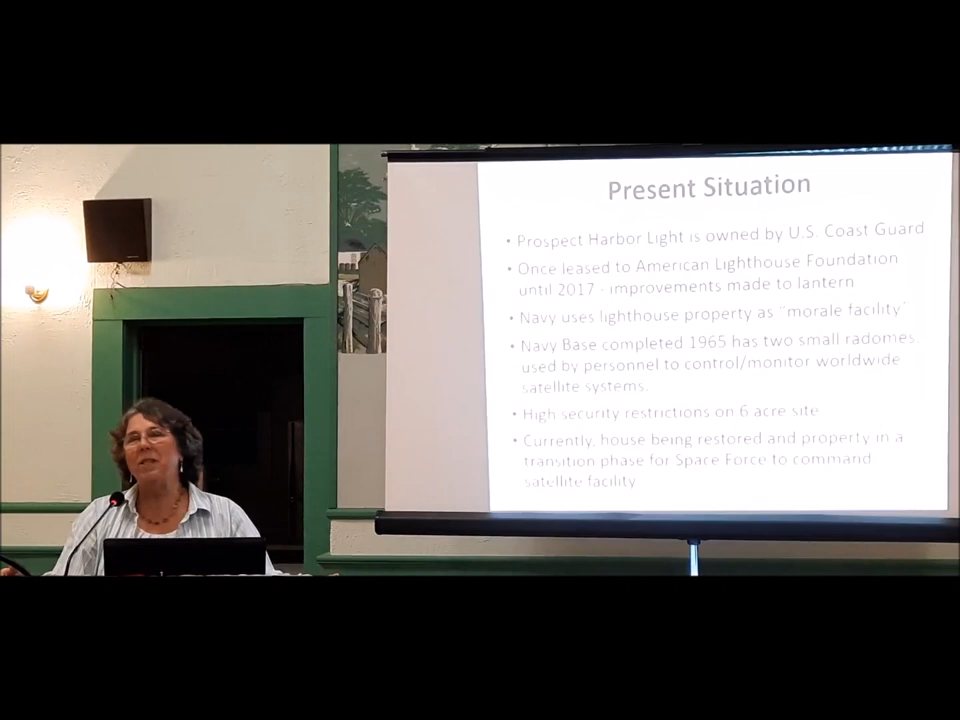 Present Situation
• Prospect Harbor Light is owned by U.S. Coast Guard
• Once leased to American Lighthouse Foundation
until 2017 - improvements made to lantern
• Navy uses lighthouse property as "morale facility"
• Navy Base completed 1965 has two small radomes
used by personnel to control/monitor worldwide
satellite systems.
• High security restrictions on 6 acre site
• Currently, house being restored and property in a
transition phase for Space Force to command
satellite facility